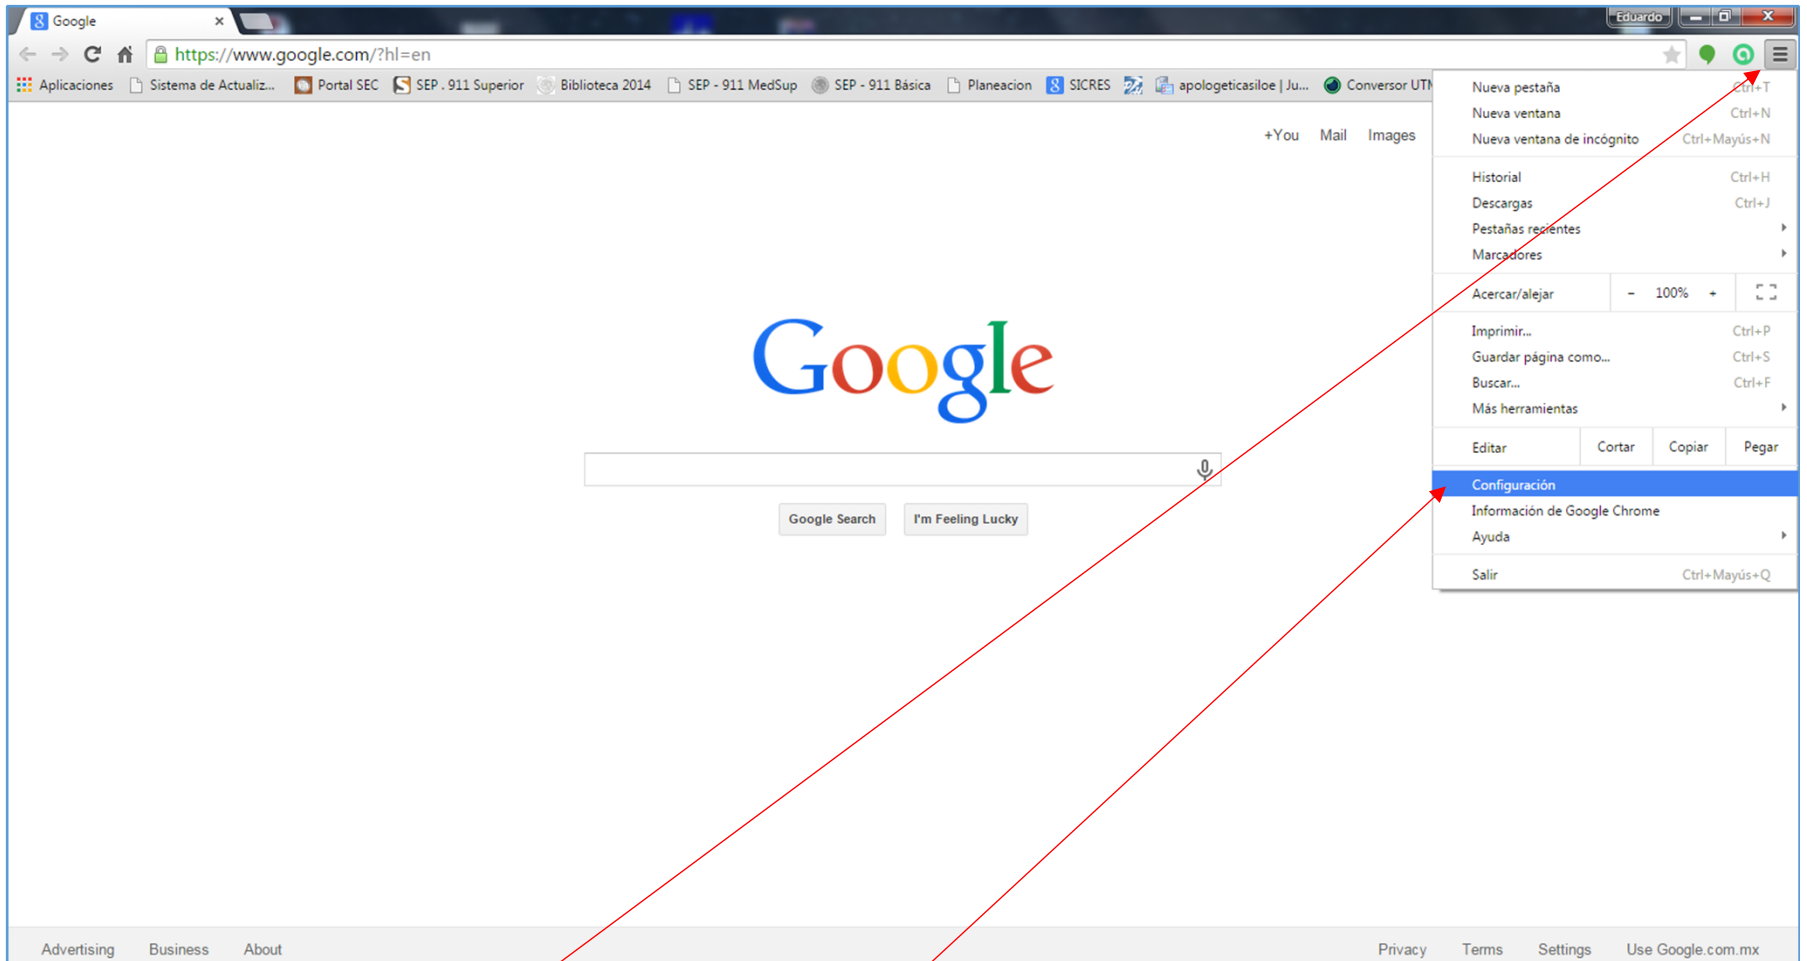 Google
Eduardo
https://www.google.com/?hl=en
Aplicaciones Sistema de Actualiz... Portal SEC SEP . 911 Superior Biblioteca 2014 SEP - 911 MedSup SEP - 911 Básica Planeacion SICRES apologeticasiloe | Ju... Conversor UTM
+You Mail Images
Nueva pestaña Ctrl+T
Nueva ventana Ctrl+N
Nueva ventana de incógnito Ctrl+Mayús+N
Historial Ctrl+H
Descargas Ctrl+J
Pestañas recientes
Marcadores
Acercar/alejar - 100% +
Imprimir... Ctrl+P
Guardar página como... Ctrl+S
Buscar... Ctrl+F
Más herramientas
Editar Cortar Copiar Pegar
Configuración
Información de Google Chrome
Ayuda
Salir Ctrl+Mayús+Q
Google
Google Search I'm Feeling Lucky
Advertising Business About Privacy Terms Settings Use Google.com.mx